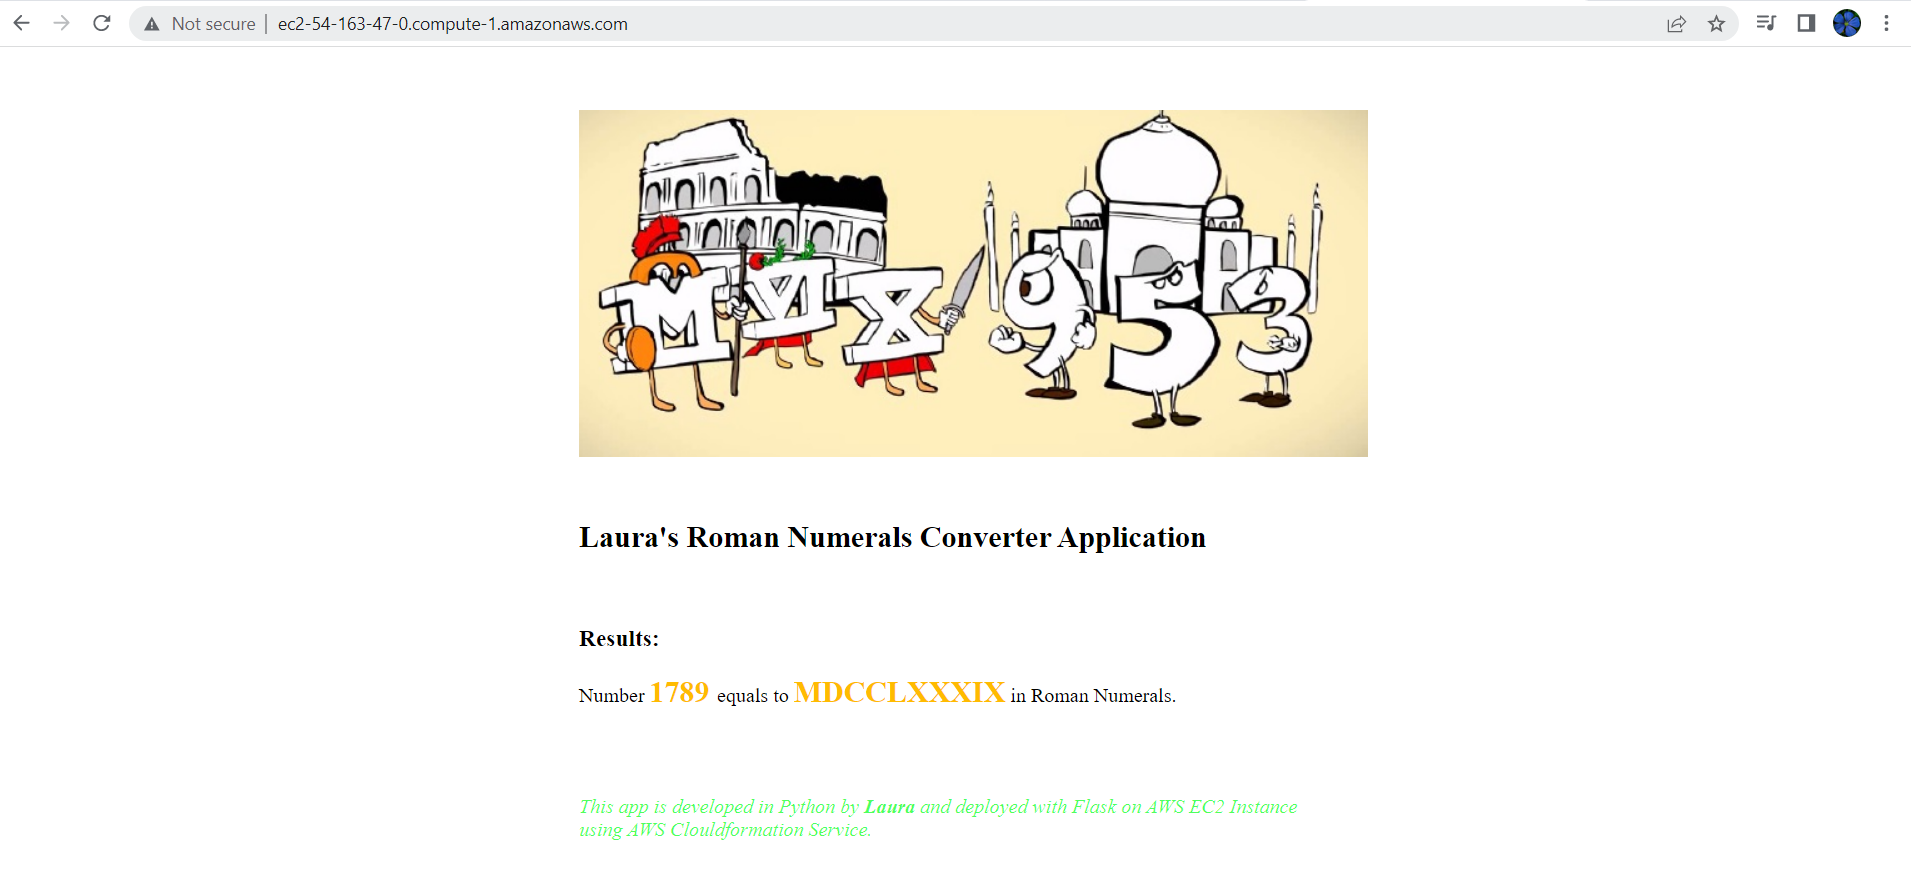 Not secure | ec2-54-163-47-0.compute-1.amazonaws.com
M VI X 9 5 3
Laura's Roman Numerals Converter Application
Results:
Number 1789 equals to MDCCLXXXIX in Roman Numerals.
This app is developed in Python by Laura and deployed with Flask on AWS EC2 Instance
using AWS Clouldformation Service.